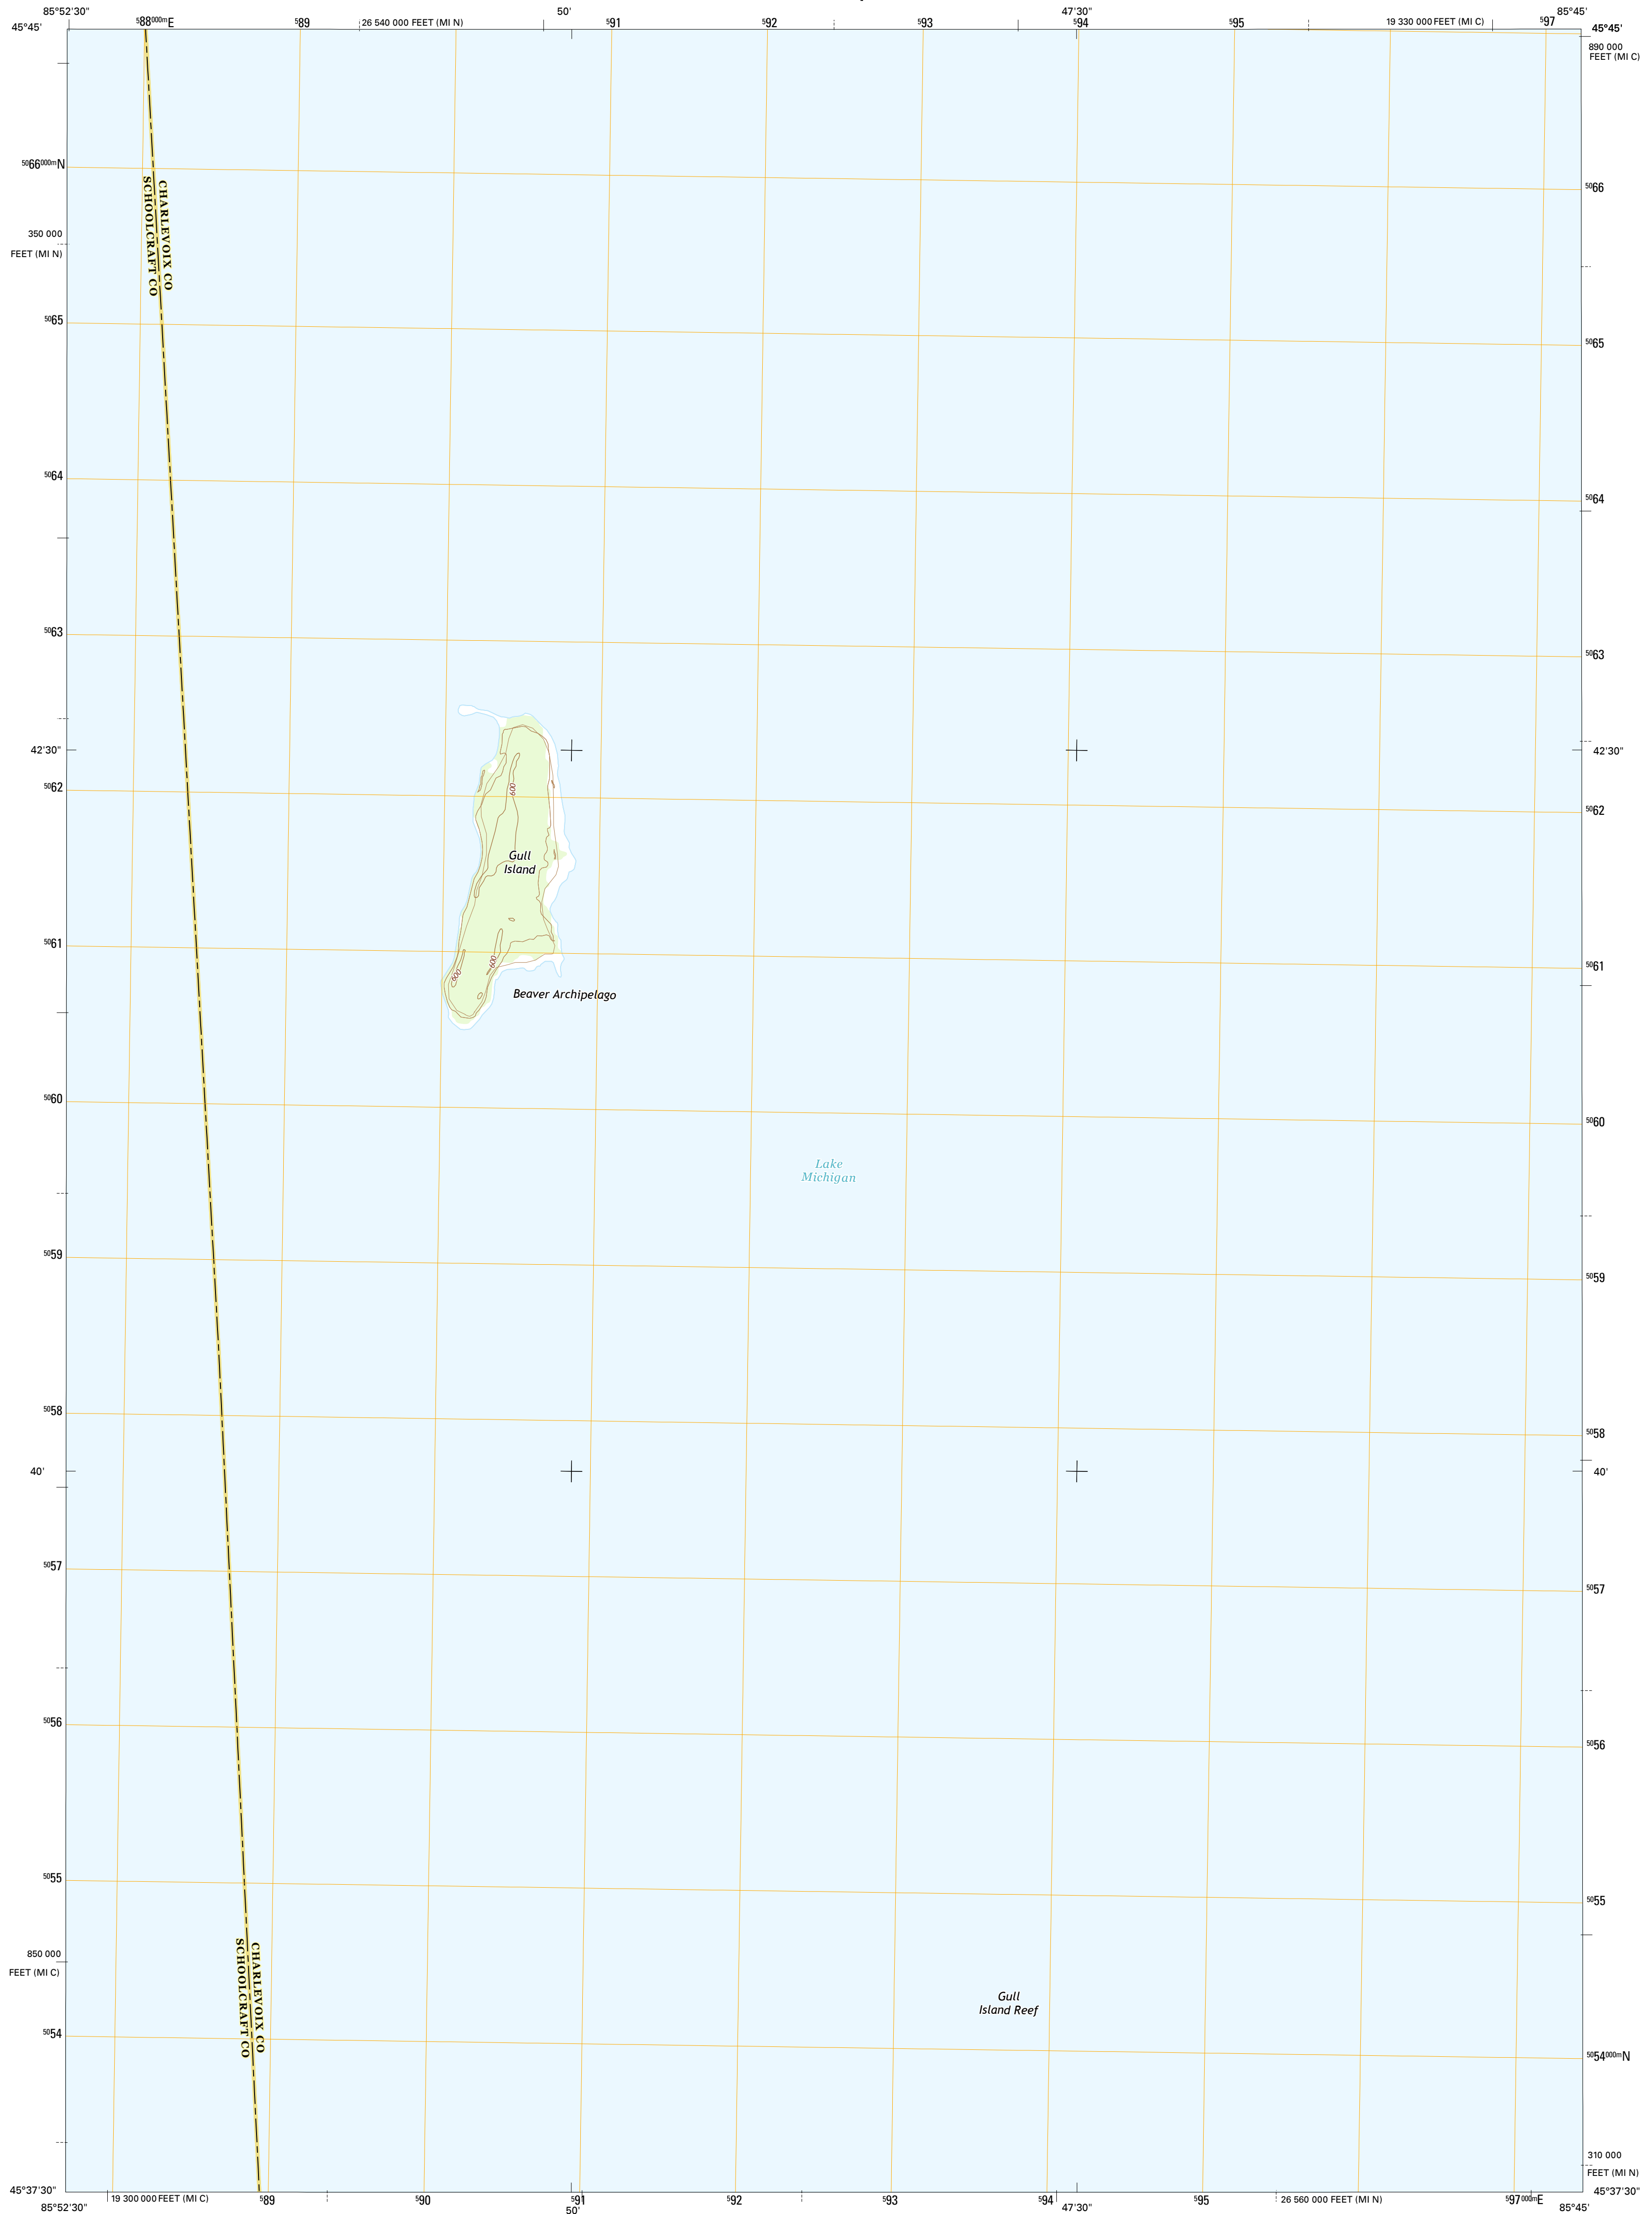 85°52'30" 588000mE 589 26 540 000 FEET (MI N) 50' 591 592 593 47'30" 594 595 19 330 000 FEET (MI C) 597 85°45'
45°45' 45°45'
890 000
FEET (MI C)
5066000mN
5066
CHARLEVOIX CO
SCHOOLCRAFT CO
350 000
FEET (MI N)
5065
5065
5064
5064
5063
5063
42'30" 42'30"
5062
600
5062
Gull
Island
5061
600
600
5061
Beaver Archipelago
5060
5060
Lake
Michigan
5059
5059
5058
5058
40' 40'
5057
5057
5056
5056
5055
5055
CHARLEVOIX CO
SCHOOLCRAFT CO
850 000
FEET (MI C)
Gull
Island Reef
5054
5054000mN
310 000
FEET (MI N)
45°37'30" 45°37'30"
85°52'30" 19 300 000 FEET (MI C) 589 590 591 50' 592 593 594 47'30" 595 26 560 000 FEET (MI N) 597000mE 85°45'